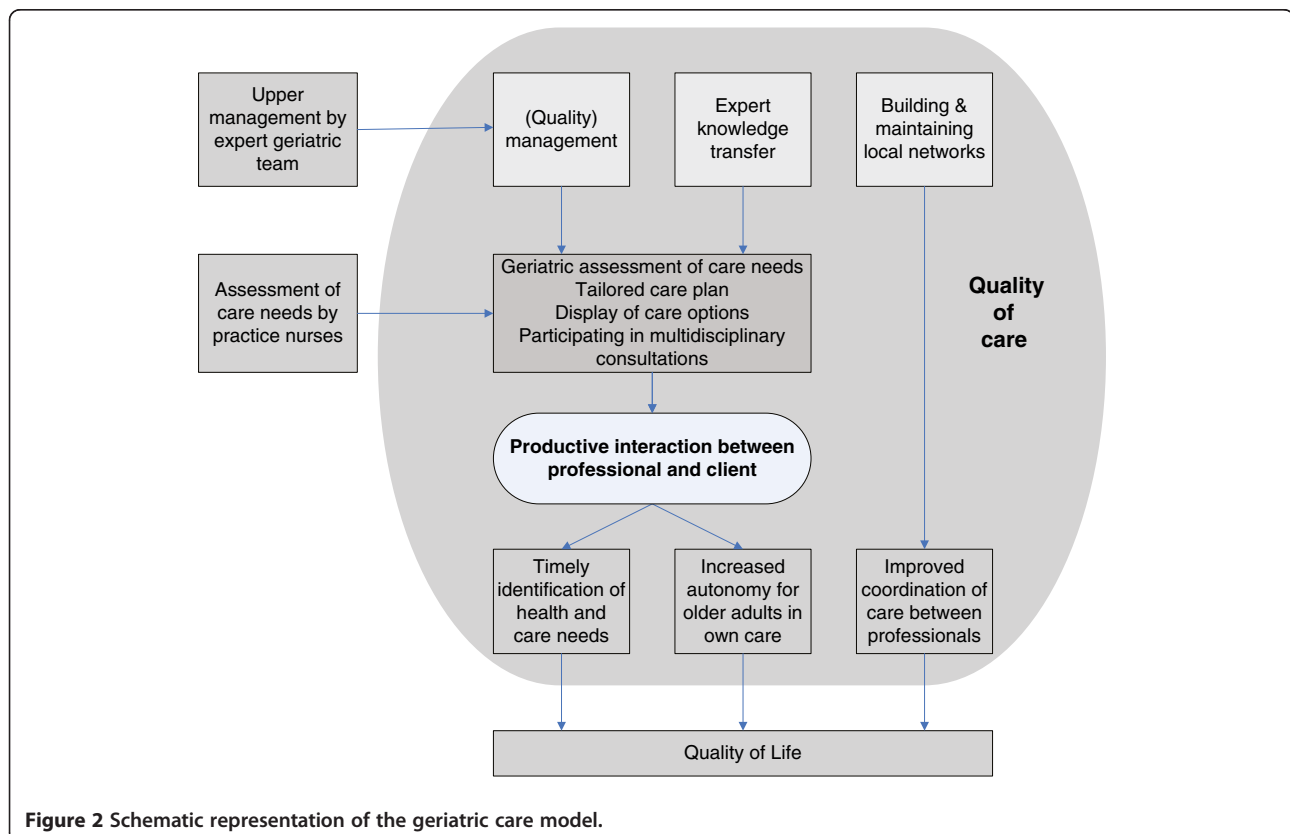 Upper
management by
expert geriatric
team
(Quality)
management
Expert
knowledge
transfer
Building &
maintaining
local networks
Assessment of
care needs by
practice nurses
Geriatric assessment of care needs
Tailored care plan
Display of care options
Participating in multidisciplinary
consultations
Quality
of
care
Productive interaction between
professional and client
Timely
identification of
health and
care needs
Increased
autonomy for
older adults in
own care
Improved
coordination of
care between
professionals
Quality of Life
Figure 2 Schematic representation of the geriatric care model.